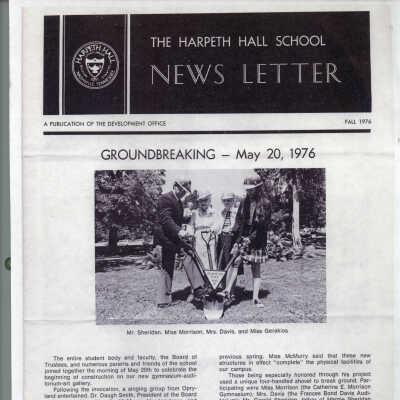 HARPETH HALL
THE HARPETH HALL SCHOOL
NEWS LETTER
A PUBLICATION OF THE DEVELOPMENT OFFICE
FALL 1976
GROUNDBREAKING — May 20, 1976
Mr. Sheridan, Miss Morrison, Mrs. Davis, and Miss Gerakios.
The entire student body and faculty, the Board of
Trustees, and numerous parents and friends of the school
joined together the morning of May 20th to celebrate the
beginning of construction on our new gymnasium-audi-
torium-art gallery.
Following the invocation, a singing group from Opry-
land entertained. Dr. Daugh Smith, President of the Board
previous spring. Miss McMurry said that these new
structures in effect "complete" the physical facilities of
our campus.
Those being especially honored through his project
used a unique four-handled shovel to break ground. Par-
ticipating were Miss Morrison (the Catherine E. Morrison
Gymnasium); Mrs. Davis (the Frances Bond Davis Audi-